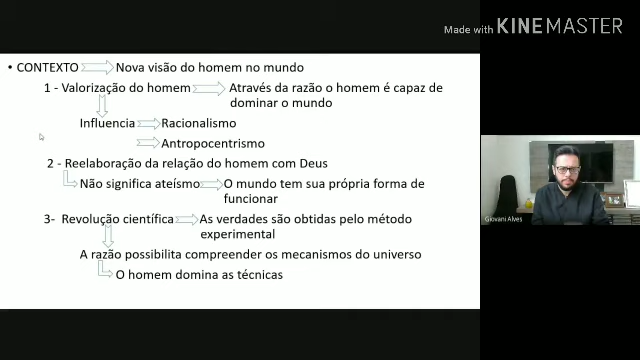 Made with KINEMASTER
• CONTEXTO Nova visão do homem no mundo
1 - Valorização do homem Através da razão o homem é capaz de
dominar o mundo
Influencia Racionalismo
Antropocentrismo
2 - Reelaboração da relação do homem com Deus
Não significa ateísmo O mundo tem sua própria forma de
funcionar
3- Revolução científica As verdades são obtidas pelo método
experimental
A razão possibilita compreender os mecanismos do universo
O homem domina as técnicas
Giovani Alves